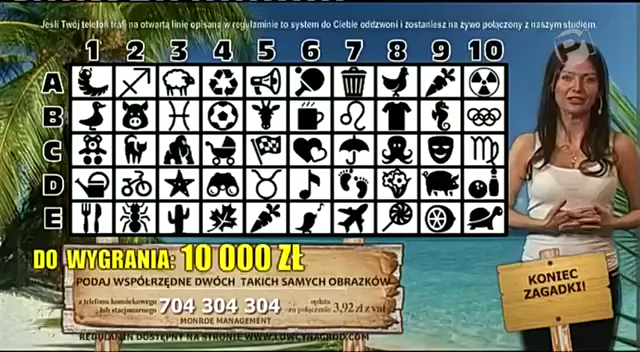 Jeśli Twój telefon trafi na otwartą linię opisaną w regulaminie to system do Ciebie oddzwoni i zostaniesz na żywo połączony z naszym studiem.
1 2 3 4 5 6 7 8 9 10
A
B
C
D
E
DO WYGRANIA: 10 000 ZŁ
PODAJ WSPÓŁRZĘDNE DWÓCH TAKICH SAMYCH OBRAZKÓW
z telefonu komórkowego
lub stacjonarnego
704 304 304
opłata
za połączenie 3,92 zł z vat
MONROE MANAGEMENT
REGULAMIN DOSTĘPNY NA STRONIE WWW.LOWCYNAGROD.COM
KONIEC
ZAGADKI!